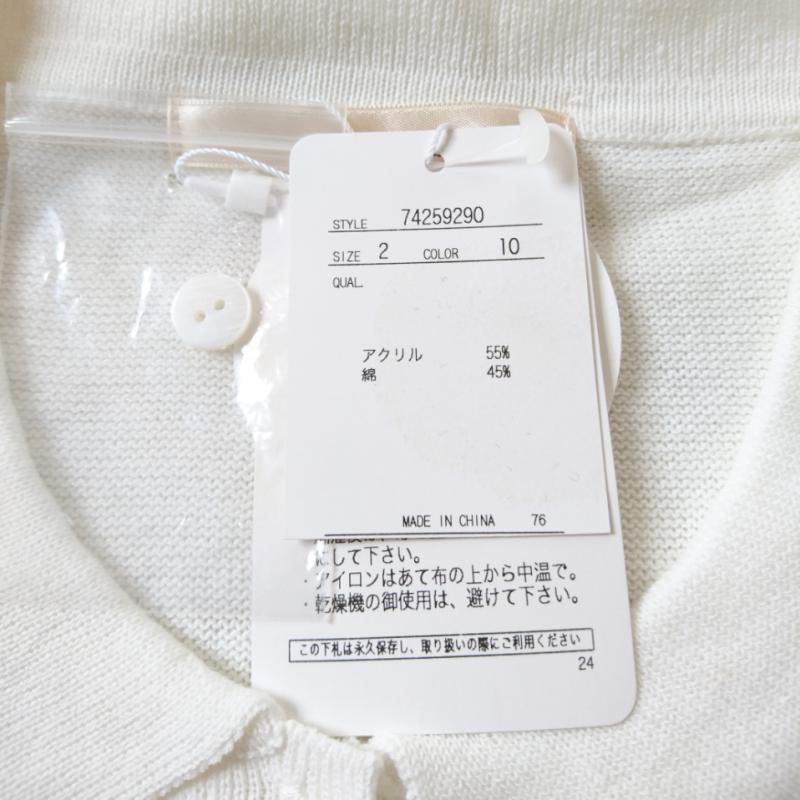 STYLE 74259290
SIZE 2 COLOR 10
QUAL.
アクリル 55%
綿 45%
MADE IN CHINA 76
にして下さい。
・アイロンはあて布の上から中温で。
・乾燥機の御使用は、避けて下さい。
この下札は永久保存し、取り扱いの際にご利用ください
24